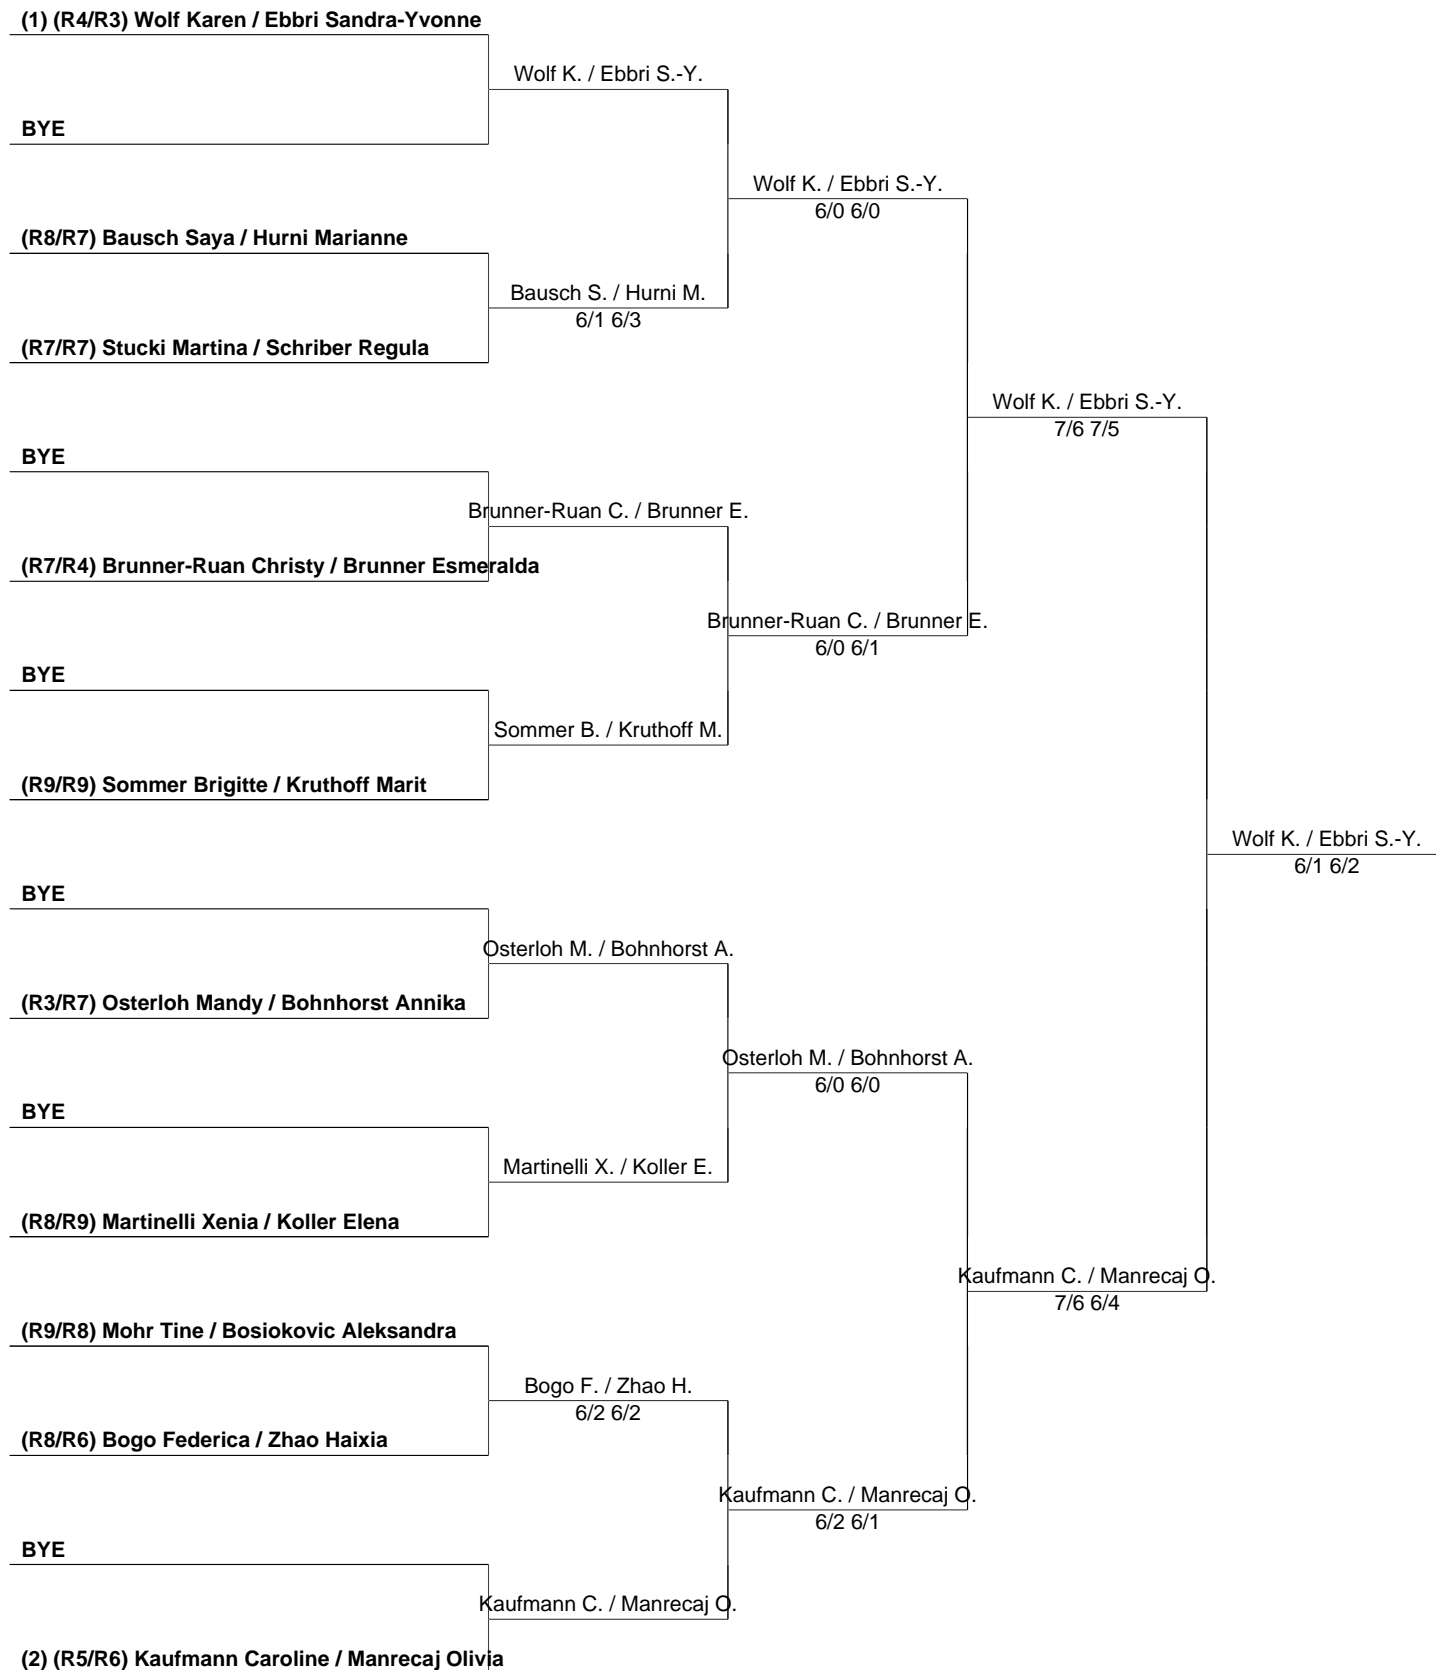 (1) (R4/R3) Wolf Karen / Ebbri Sandra-Yvonne
Wolf K. / Ebbri S.-Y.
BYE
Wolf K. / Ebbri S.-Y.
6/0 6/0
(R8/R7) Bausch Saya / Hurni Marianne
Bausch S. / Hurni M.
6/1 6/3
(R7/R7) Stucki Martina / Schriber Regula
Wolf K. / Ebbri S.-Y.
7/6 7/5
BYE
Brunner-Ruan C. / Brunner E.
(R7/R4) Brunner-Ruan Christy / Brunner Esmeralda
Brunner-Ruan C. / Brunner E.
6/0 6/1
BYE
Sommer B. / Kruthoff M.
(R9/R9) Sommer Brigitte / Kruthoff Marit
Wolf K. / Ebbri S.-Y.
6/1 6/2
BYE
Osterloh M. / Bohnhorst A.
(R3/R7) Osterloh Mandy / Bohnhorst Annika
Osterloh M. / Bohnhorst A.
6/0 6/0
BYE
Martinelli X. / Koller E.
(R8/R9) Martinelli Xenia / Koller Elena
Kaufmann C. / Manrecaj O.
7/6 6/4
(R9/R8) Mohr Tine / Bosiokovic Aleksandra
Bogo F. / Zhao H.
6/2 6/2
(R8/R6) Bogo Federica / Zhao Haixia
Kaufmann C. / Manrecaj O.
6/2 6/1
BYE
Kaufmann C. / Manrecaj O.
(2) (R5/R6) Kaufmann Caroline / Manrecaj Olivia